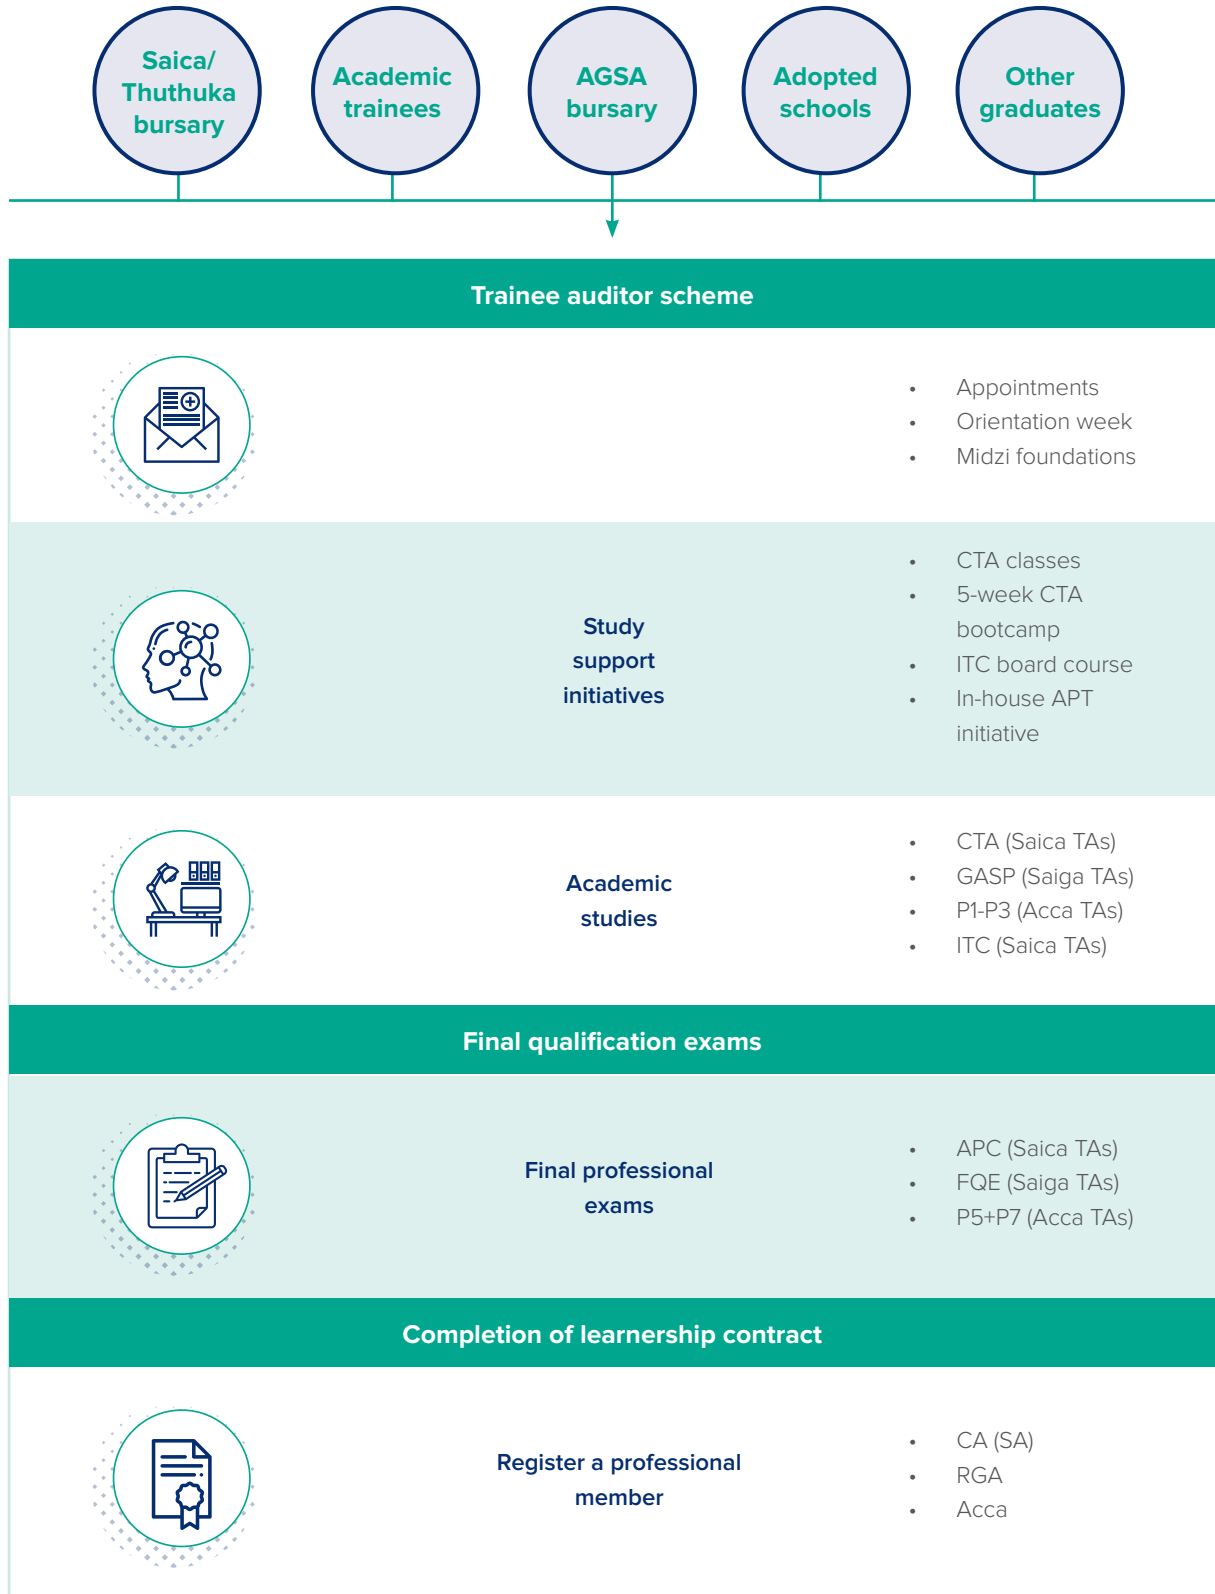 Saica/
Thuthuka
bursary
Academic
trainees
AGSA
bursary
Adopted
schools
Other
graduates
Trainee auditor scheme
• Appointments
• Orientation week
• Midzi foundations
Study
support
initiatives
• CTA classes
• 5-week CTA
bootcamp
• ITC board course
• In-house APT
initiative
Academic
studies
• CTA (Saica TAs)
• GASP (Saiga TAs)
• P1-P3 (Acca TAs)
• ITC (Saica TAs)
Final qualification exams
Final professional
exams
• APC (Saica TAs)
• FQE (Saiga TAs)
• P5+P7 (Acca TAs)
Completion of learnership contract
Register a professional
member
• CA (SA)
• RGA
• Acca